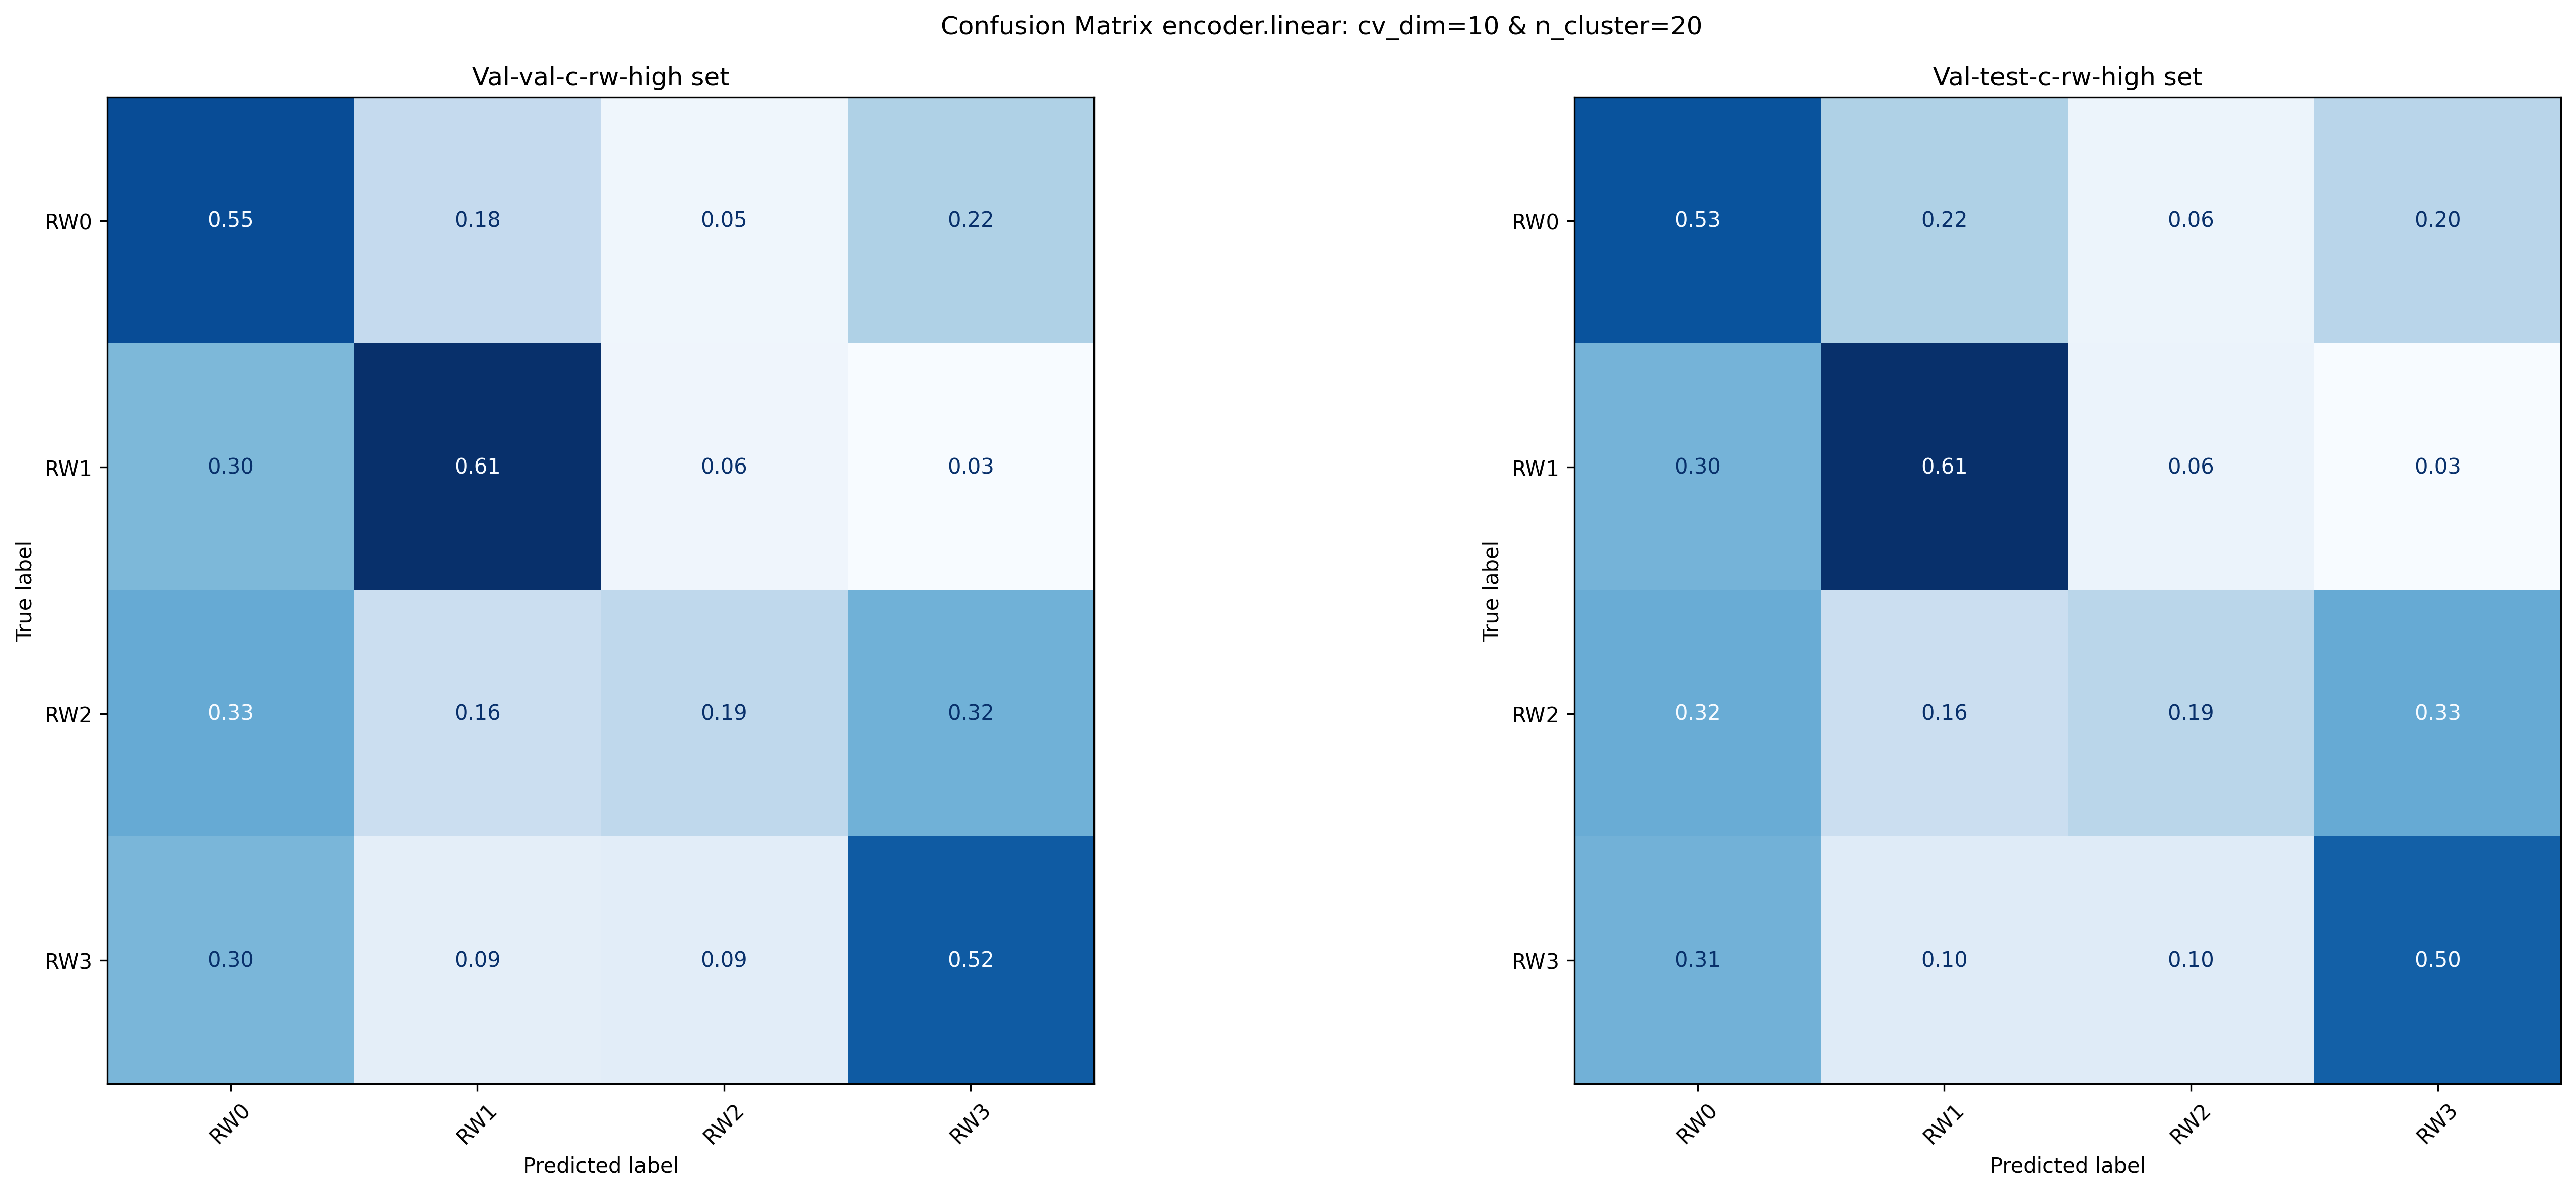 Confusion Matrix encoder.linear: cv_dim=10 & n_cluster=20
Val-val-c-rw-high set
True label
RW0 0.55 0.18 0.05 0.22
RW1 0.30 0.61 0.06 0.03
RW2 0.33 0.16 0.19 0.32
RW3 0.30 0.09 0.09 0.52
RW0 RW1 RW2 RW3
Predicted label
Val-test-c-rw-high set
True label
RW0 0.53 0.22 0.06 0.20
RW1 0.30 0.61 0.06 0.03
RW2 0.32 0.16 0.19 0.33
RW3 0.31 0.10 0.10 0.50
RW0 RW1 RW2 RW3
Predicted label